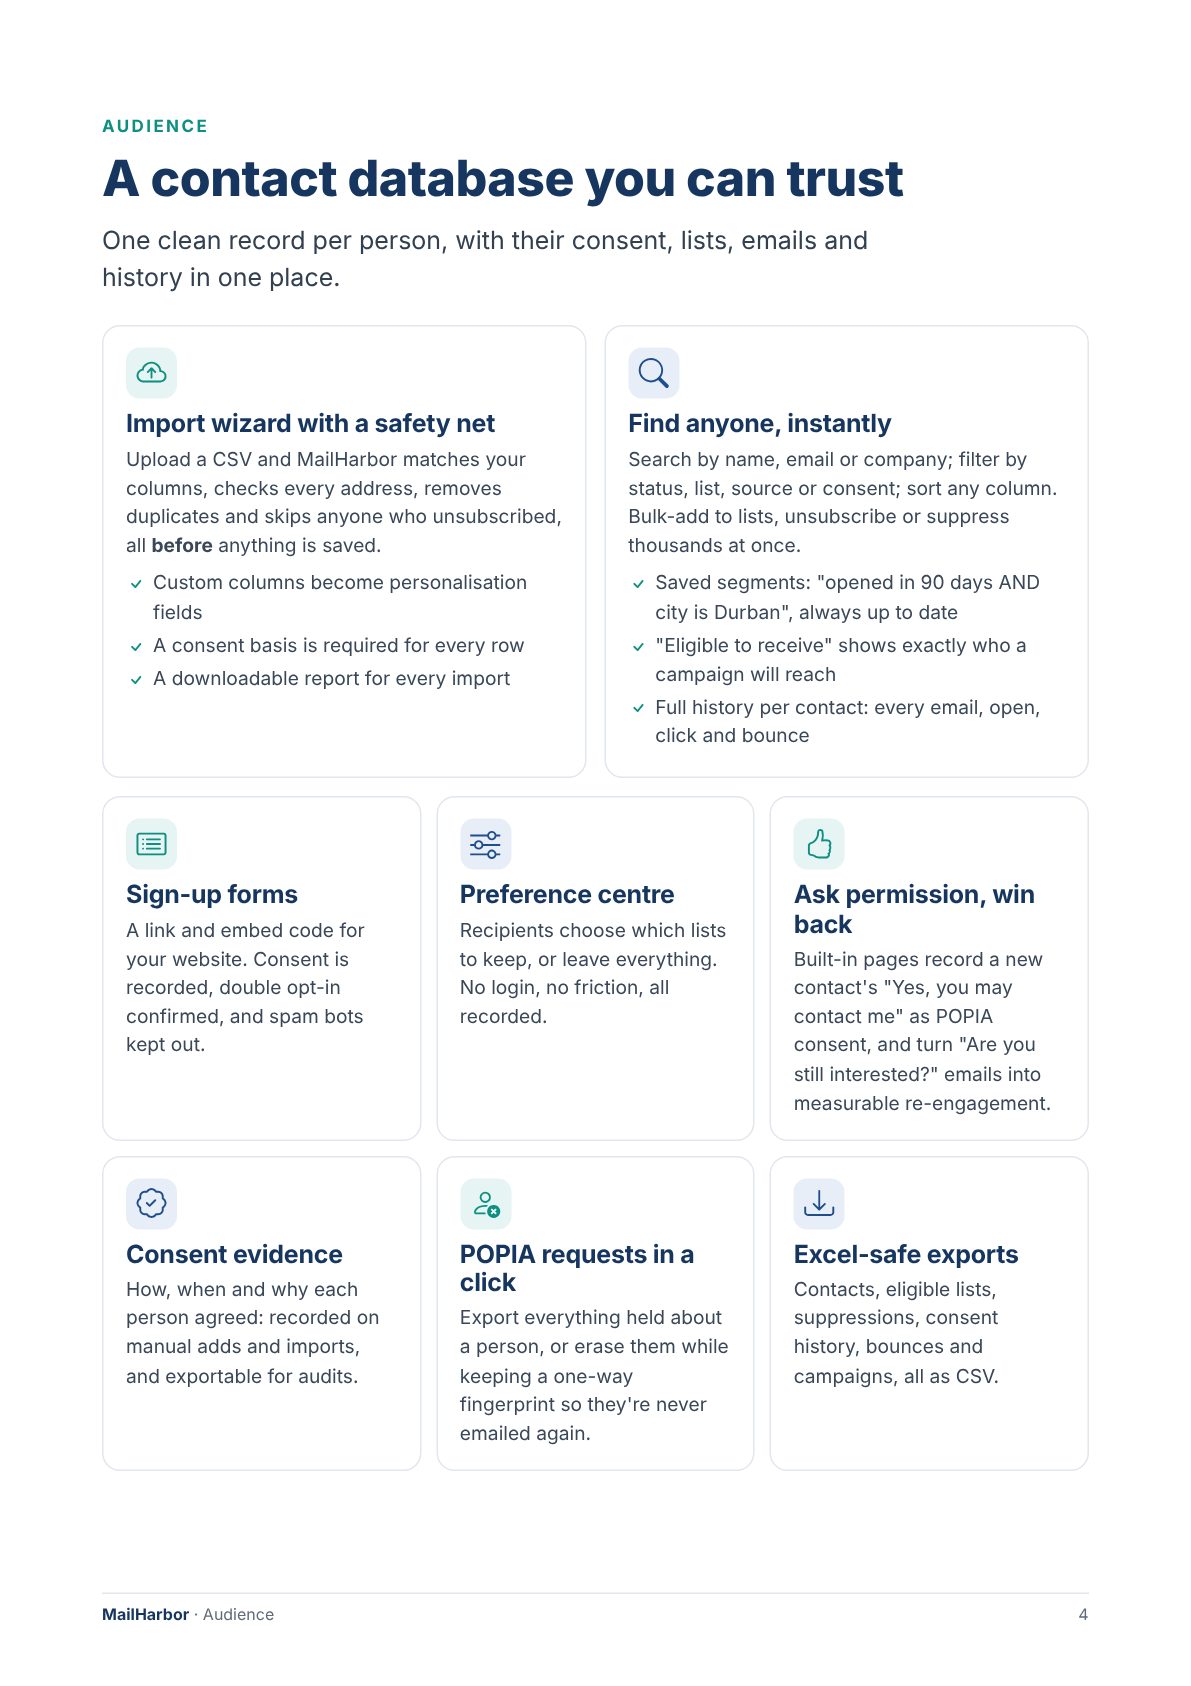 AUDIENCE
A contact database you can trust
One clean record per person, with their consent, lists, emails and
history in one place.
Import wizard with a safety net
Upload a CSV and MailHarbor matches your
columns, checks every address, removes
duplicates and skips anyone who unsubscribed,
all before anything is saved.
Custom columns become personalisation
fields
A consent basis is required for every row
A downloadable report for every import
Find anyone, instantly
Search by name, email or company; filter by
status, list, source or consent; sort any column.
Bulk-add to lists, unsubscribe or suppress
thousands at once.
Saved segments: "opened in 90 days AND
city is Durban", always up to date
"Eligible to receive" shows exactly who a
campaign will reach
Full history per contact: every email, open,
click and bounce
Sign-up forms
A link and embed code for
your website. Consent is
recorded, double opt-in
confirmed, and spam bots
kept out.
Preference centre
Recipients choose which lists
to keep, or leave everything.
No login, no friction, all
recorded.
Ask permission, win
back
Built-in pages record a new
contact's "Yes, you may
contact me" as POPIA
consent, and turn "Are you
still interested?" emails into
measurable re-engagement.
Consent evidence
How, when and why each
person agreed: recorded on
manual adds and imports,
and exportable for audits.
POPIA requests in a
click
Export everything held about
a person, or erase them while
keeping a one-way
fingerprint so they're never
emailed again.
Excel-safe exports
Contacts, eligible lists,
suppressions, consent
history, bounces and
campaigns, all as CSV.
MailHarbor · Audience
4